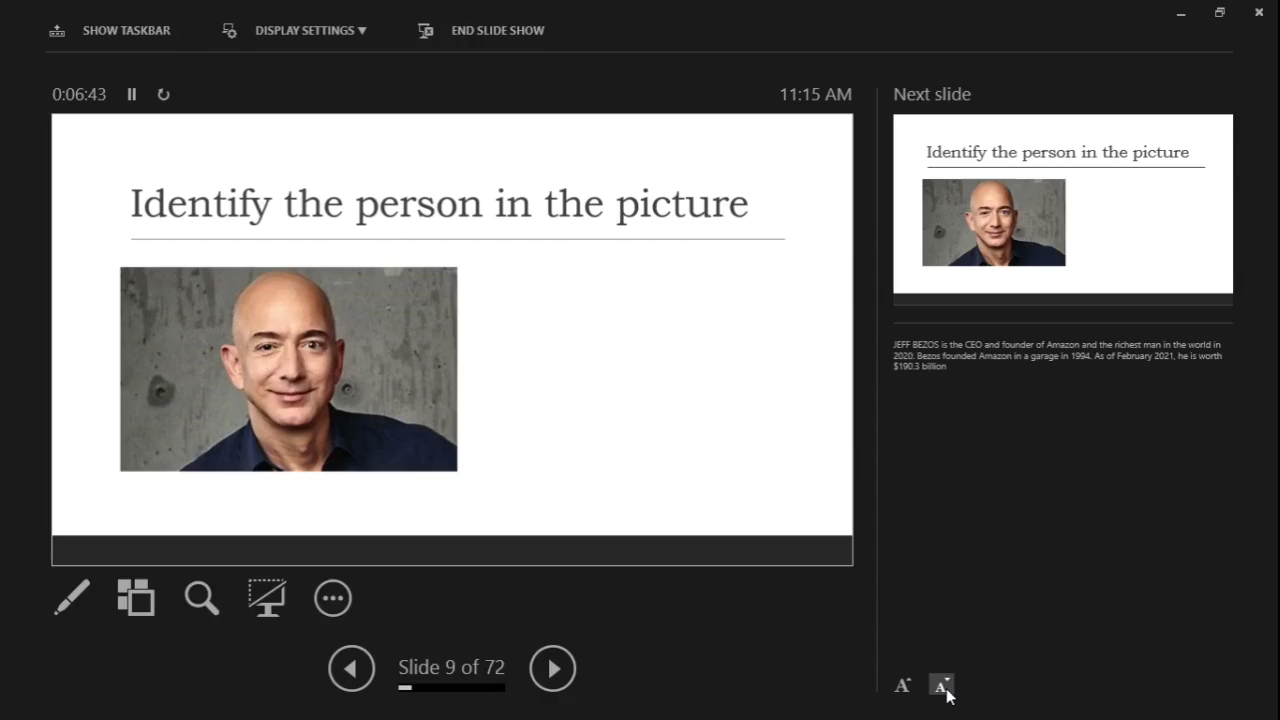 SHOW TASKBAR
DISPLAY SETTINGS ▼
END SLIDE SHOW
0:06:43
11:15 AM
Identify the person in the picture
Slide 9 of 72
Next slide
Identify the person in the picture
JEFF BEZOS is the CEO and founder of Amazon and the richest man in the world in
2020. Bezos founded Amazon in a garage in 1994. As of February 2021, he is worth
$190.3 billion
A
A